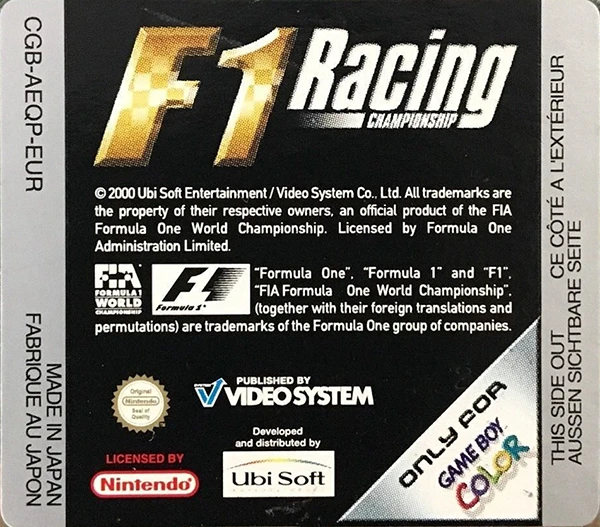 F1 Racing
CHAMPIONSHIP
© 2000 Ubi Soft Entertainment / Video System Co., Ltd. All trademarks are
the property of their respective owners, an official product of the FIA
Formula One World Championship. Licensed by Formula One
Administration Limited.
FIA
FORMULA 1
WORLD
CHAMPIONSHIP
F1
Formula 1
"Formula One", "Formula 1" and "F1",
"FIA Formula One World Championship",
(together with their foreign translations and
permutations) are trademarks of the Formula One group of companies.
Original
Nintendo
Seal of
Quality
PUBLISHED BY
VIDEO SYSTEM
Developed
and distributed by
LICENSED BY
Nintendo
Ubi Soft
ONLY FOR
GAME BOY
COLOR
CGB-AEQP-EUR
MADE IN JAPAN
FABRIQUE AU JAPON
THIS SIDE OUT CE CÔTÉ A L'EXTÉRIEUR
AUSSEN SICHTBARE SEITE